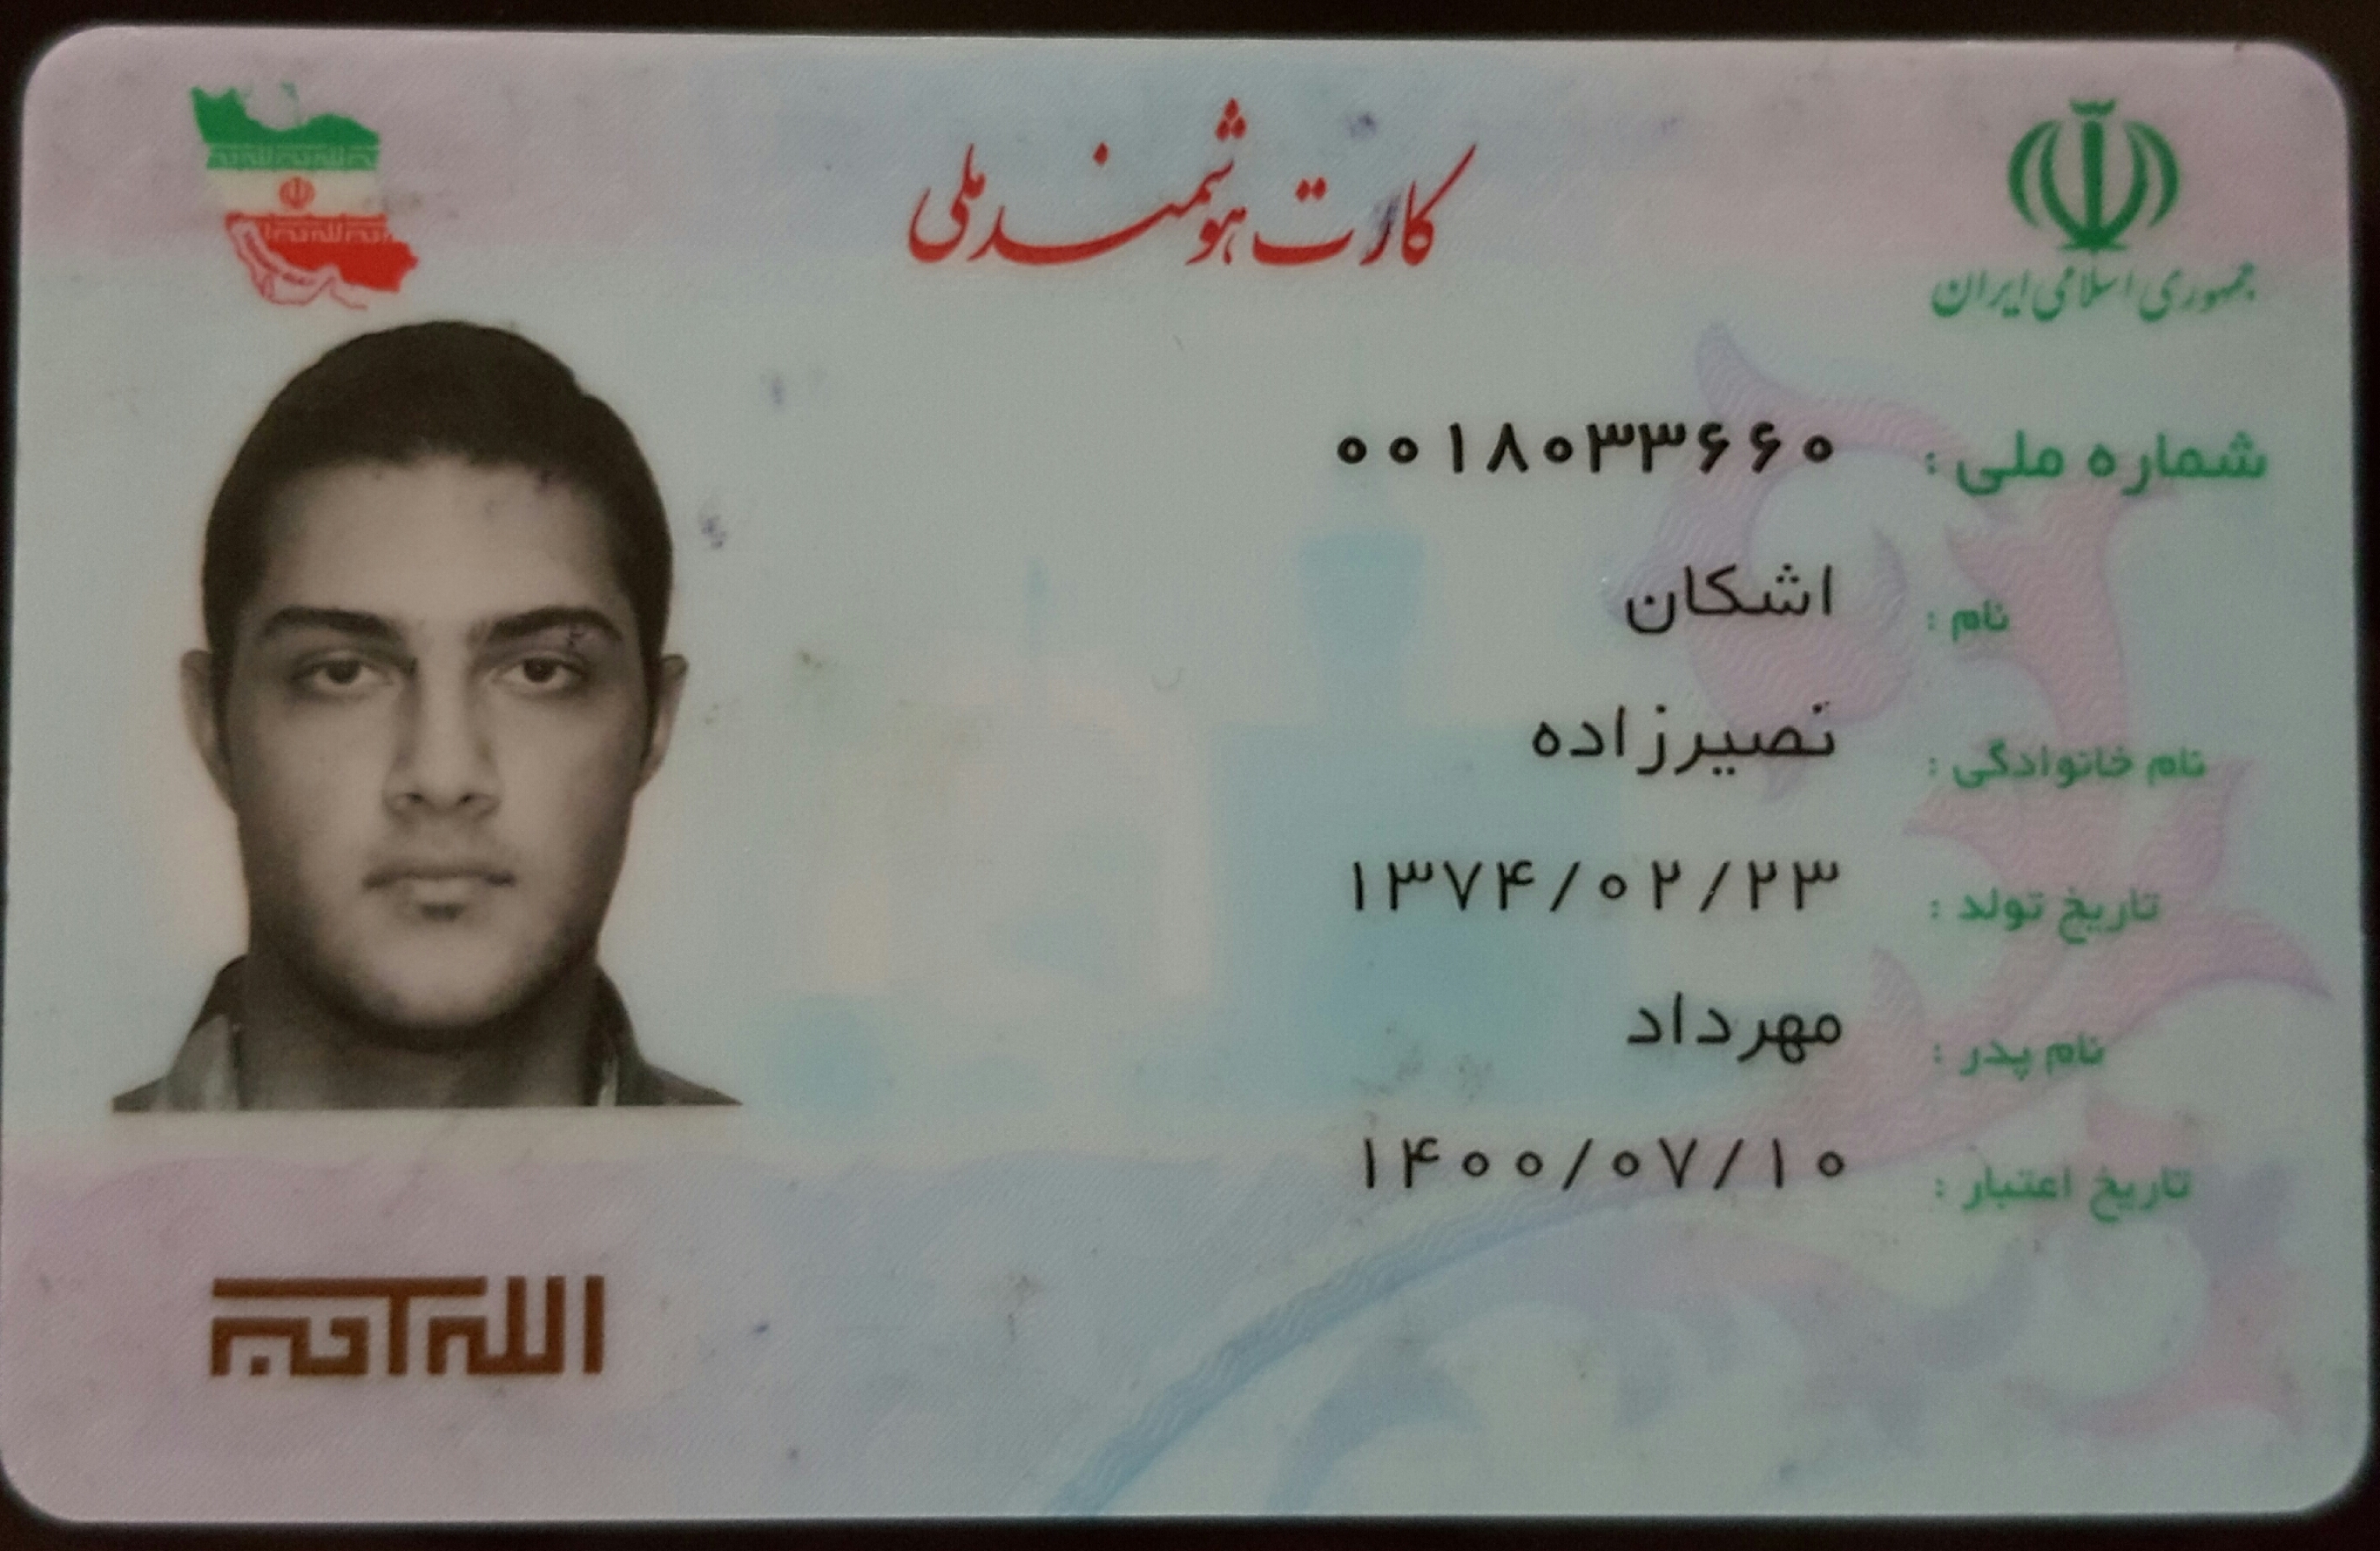 کارت هوشمند ملی
جمهوری اسلامی ایران
شماره ملی : ۰۰۱۸۰۳۳۶۶۰
نام : اشکان
نام خانوادگی : نصیرزاده
تاریخ تولد : ۱۳۷۴/۰۲/۲۳
نام پدر : مهرداد
تاریخ اعتبار : ۱۴۰۰/۰۷/۱۰
الله اکبر